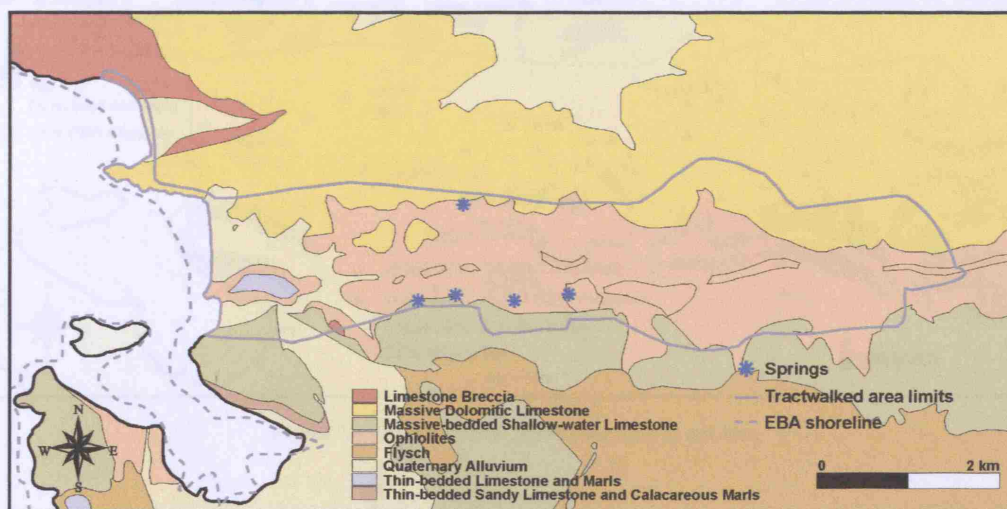 Limestone Breccia
Massive Dolomitic Limestone
Massive-bedded Shallow-water Limestone
Ophiolites
Flysch
Quaternary Alluvium
Thin-bedded Limestone and Marls
Thin-bedded Sandy Limestone and Calacareous Marls
Springs
Tractwalked area limits
EBA shoreline
0 2 km
N
W E
S